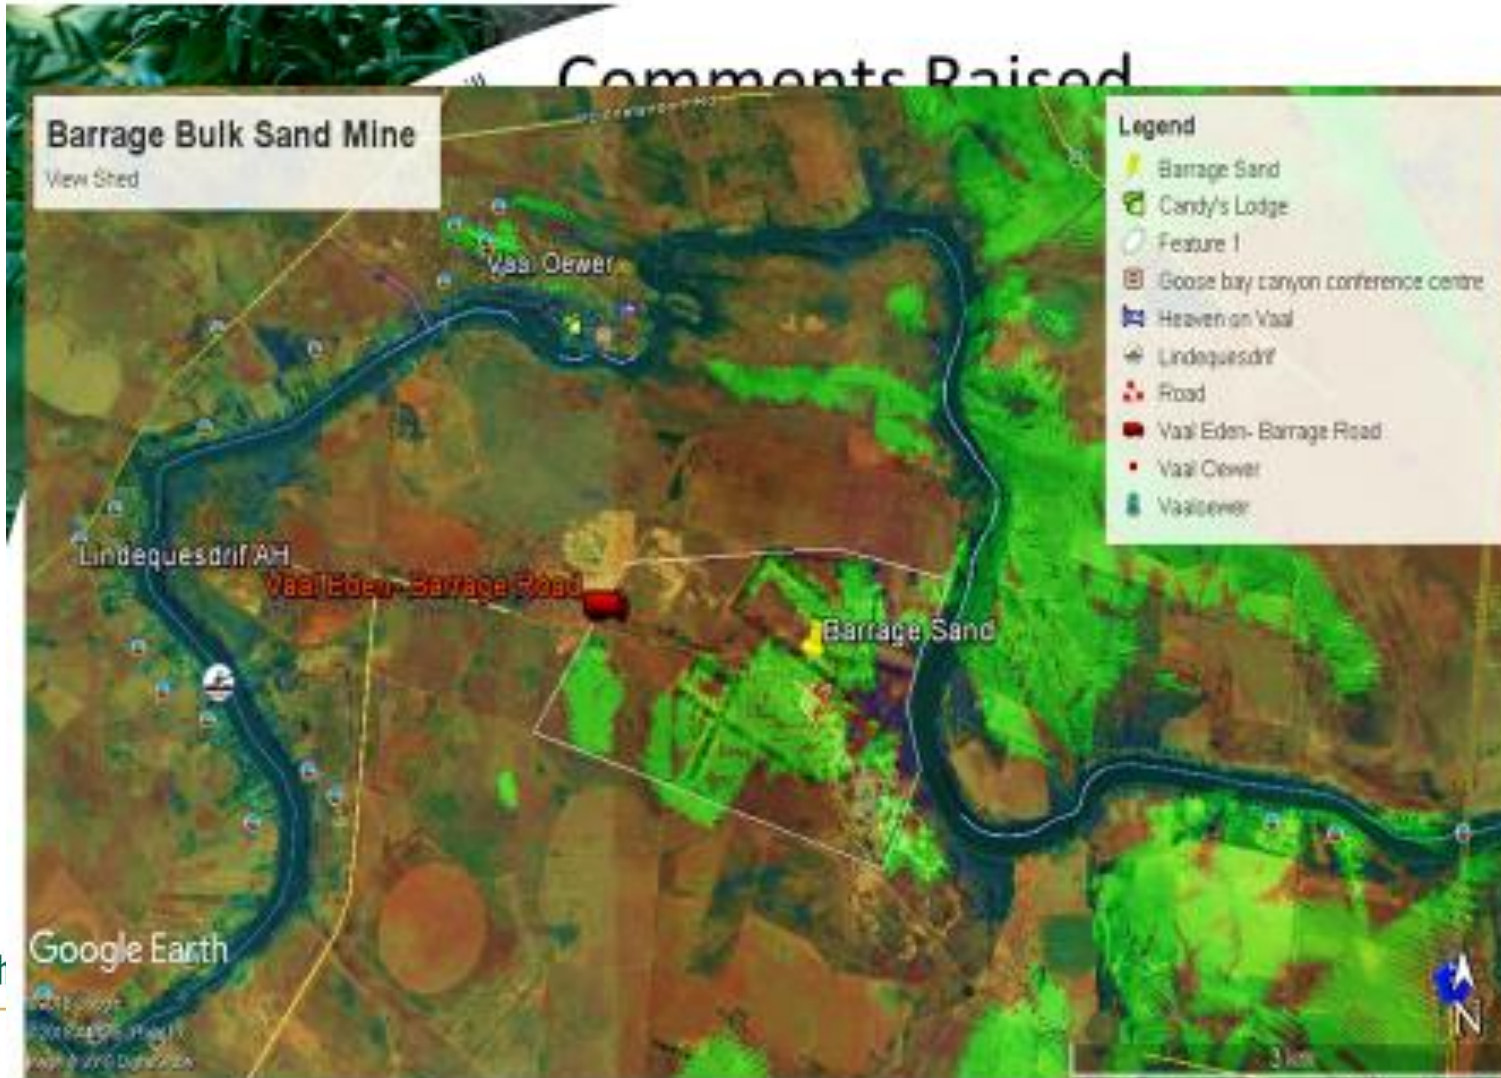 Comments Raised
Barrage Bulk Sand Mine
View Shed
Legend
Barrage Sand
Candy's Lodge
Feature 1
Goose bay canyon conference centre
Heaven on Vaal
Lindequesdrif
Road
Vaal Eden- Barrage Road
Vaal Oewer
Vaaloewer
Vaal Oewer
Lindequesdrif AH
Vaal Eden- Barrage Road
Barrage Sand
Google Earth
N
3 km